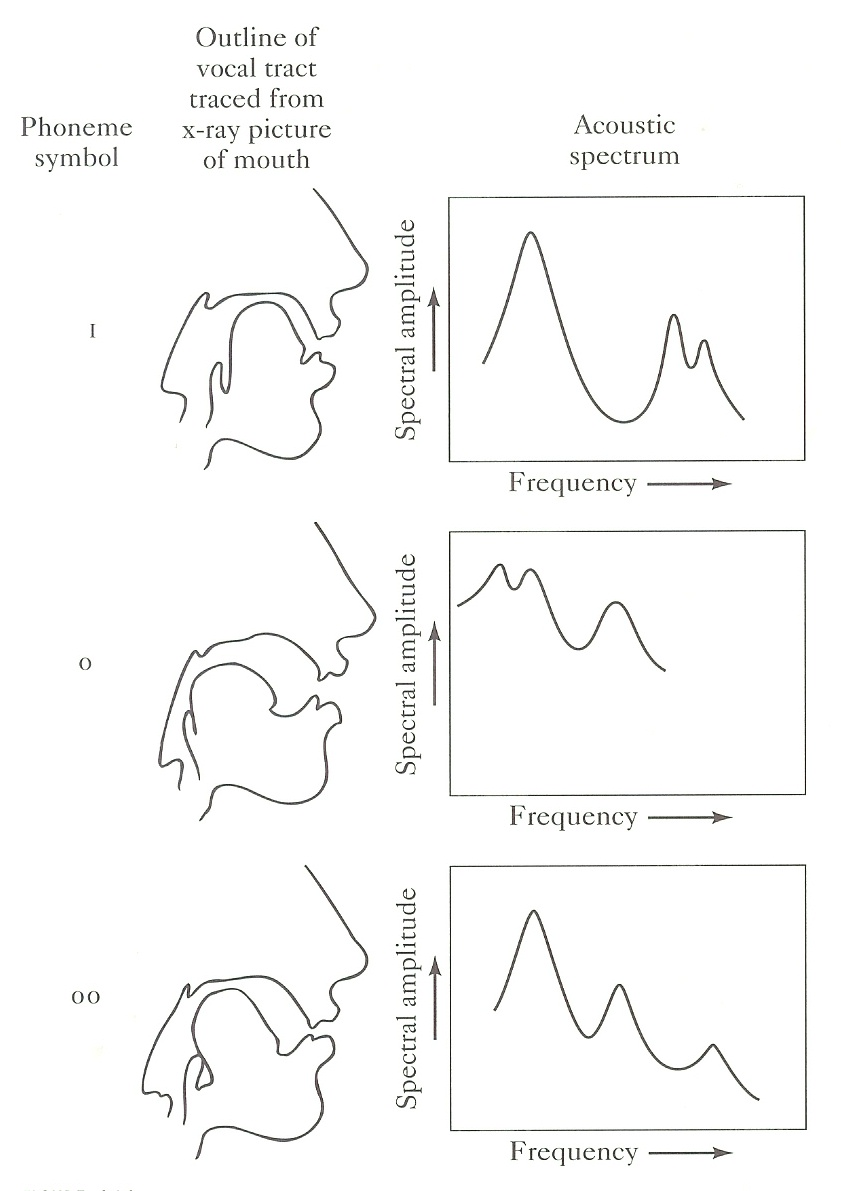 Outline of
vocal tract
traced from
x-ray picture
of mouth
Phoneme
symbol
Acoustic
spectrum
I
Spectral amplitude
Frequency
O
Spectral amplitude
Frequency
OO
Spectral amplitude
Frequency